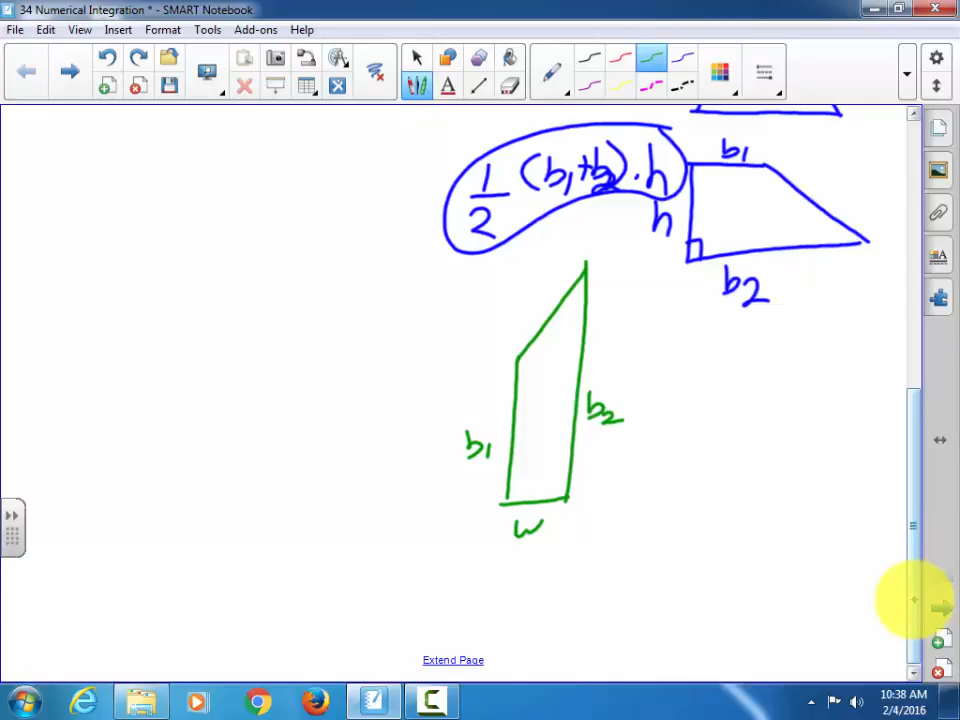 34 Numerical Integration * - SMART Notebook
File Edit View Insert Format Tools Add-ons Help
b1
1/2 (b1+b2) · h
h
b2
b2
b1
w
Extend Page
10:38 AM
2/4/2016